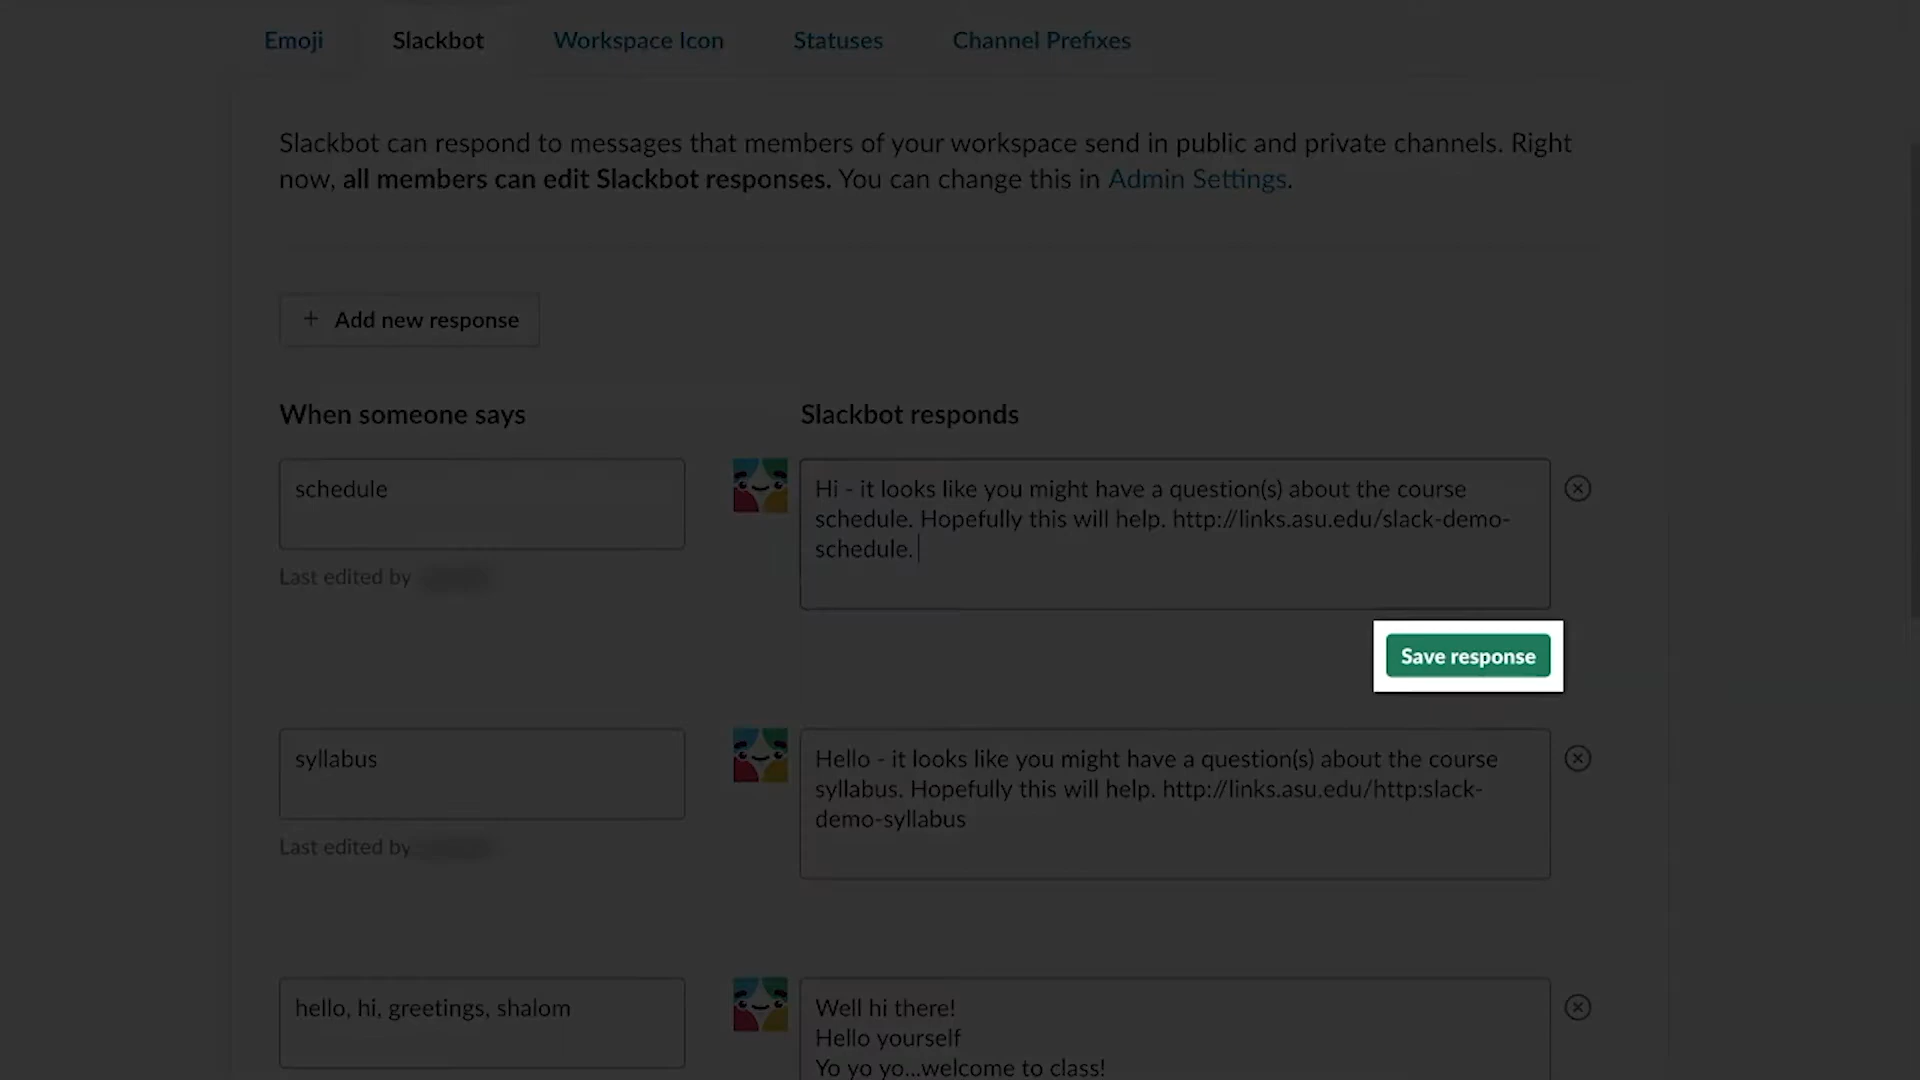 Emoji Slackbot Workspace Icon Statuses Channel Prefixes
Slackbot can respond to messages that members of your workspace send in public and private channels. Right
now, all members can edit Slackbot responses. You can change this in Admin Settings.
+ Add new response
When someone says
Slackbot responds
schedule
Hi - it looks like you might have a question(s) about the course
schedule. Hopefully this will help. http://links.asu.edu/slack-demo-
schedule.
Last edited by
Save response
syllabus
Hello - it looks like you might have a question(s) about the course
syllabus. Hopefully this will help. http://links.asu.edu/http:slack-
demo-syllabus
Last edited by
hello, hi, greetings, shalom
Well hi there!
Hello yourself
Yo yo yo...welcome to class!